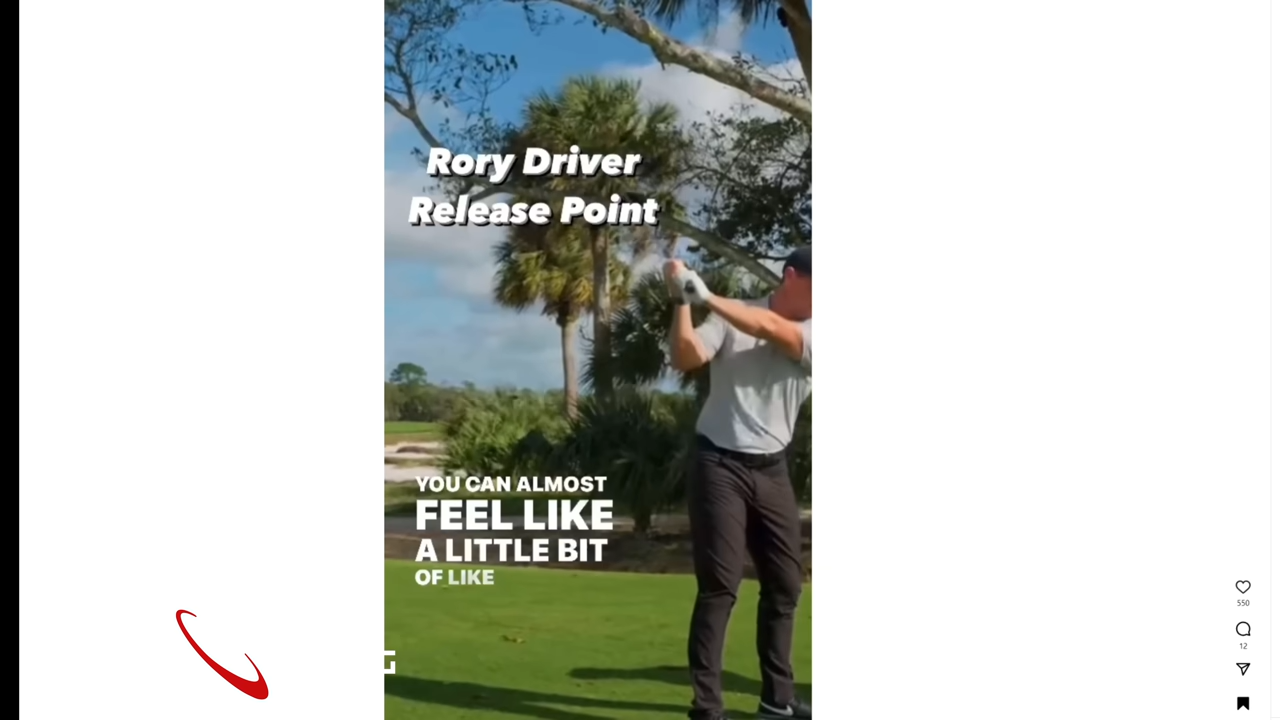 Rory Driver
Release Point
YOU CAN ALMOST
FEEL LIKE
A LITTLE BIT
OF LIKE
550
12